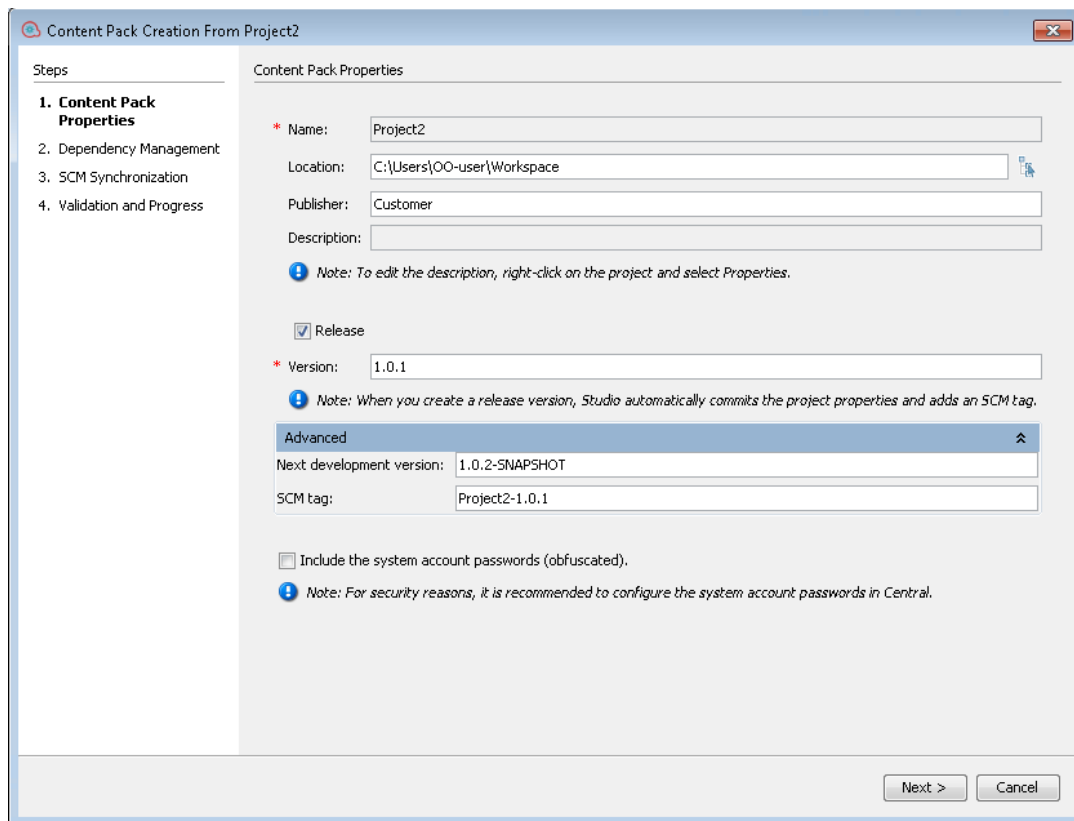 Content Pack Creation From Project2
Steps
1. Content Pack
Properties
2. Dependency Management
3. SCM Synchronization
4. Validation and Progress
Content Pack Properties
* Name: Project2
Location: C:\Users\OO-user\Workspace
Publisher: Customer
Description:
Note: To edit the description, right-click on the project and select Properties.
Release
* Version: 1.0.1
Note: When you create a release version, Studio automatically commits the project properties and adds an SCM tag.
Advanced
Next development version: 1.0.2-SNAPSHOT
SCM tag: Project2-1.0.1
Include the system account passwords (obfuscated).
Note: For security reasons, it is recommended to configure the system account passwords in Central.
Next > Cancel